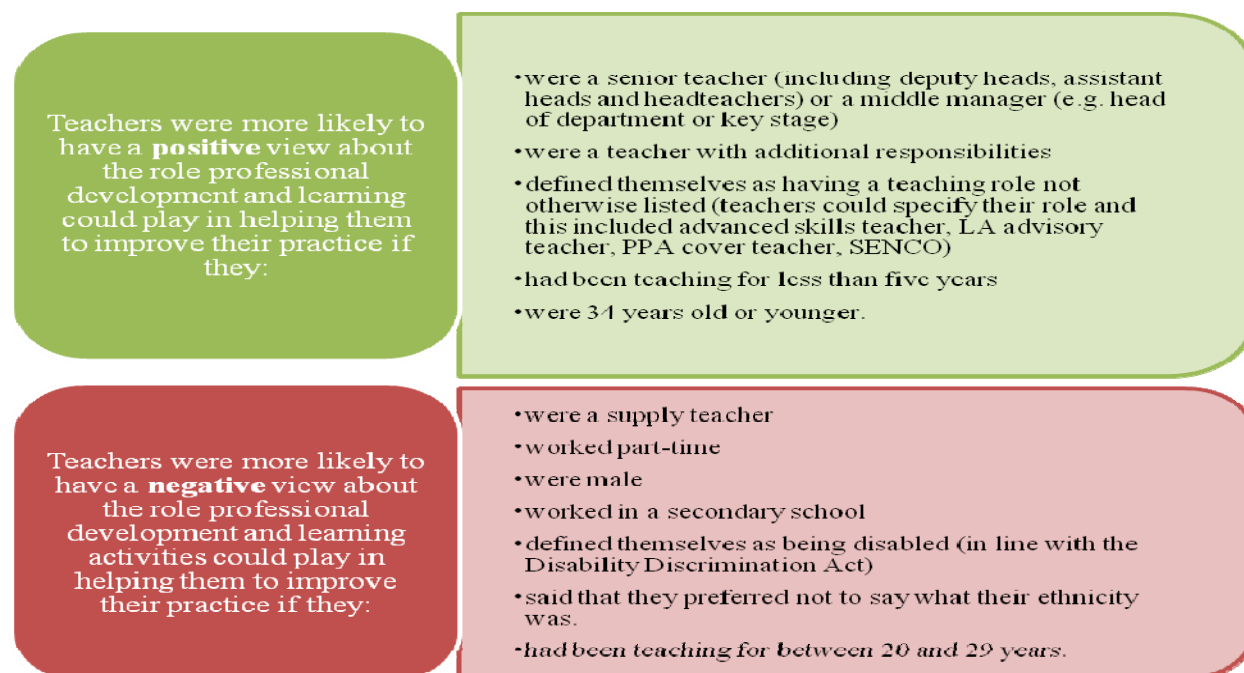 Teachers were more likely to
have a positive view about
the role professional
development and learning
could play in helping them
to improve their practice if
they:
•were a senior teacher (including deputy heads, assistant
heads and headteachers) or a middle manager (e.g. head
of department or key stage)
•were a teacher with additional responsibilities
•defined themselves as having a teaching role not
otherwise listed (teachers could specify their role and
this included advanced skills teacher, LA advisory
teacher, PPA cover teacher, SENCO)
•had been teaching for less than five years
•were 34 years old or younger.
Teachers were more likely to
have a negative view about
the role professional
development and learning
activities could play in
helping them to improve
their practice if they:
•were a supply teacher
•worked part-time
•were male
•worked in a secondary school
•defined themselves as being disabled (in line with the
Disability Discrimination Act)
•said that they preferred not to say what their ethnicity
was.
•had been teaching for between 20 and 29 years.